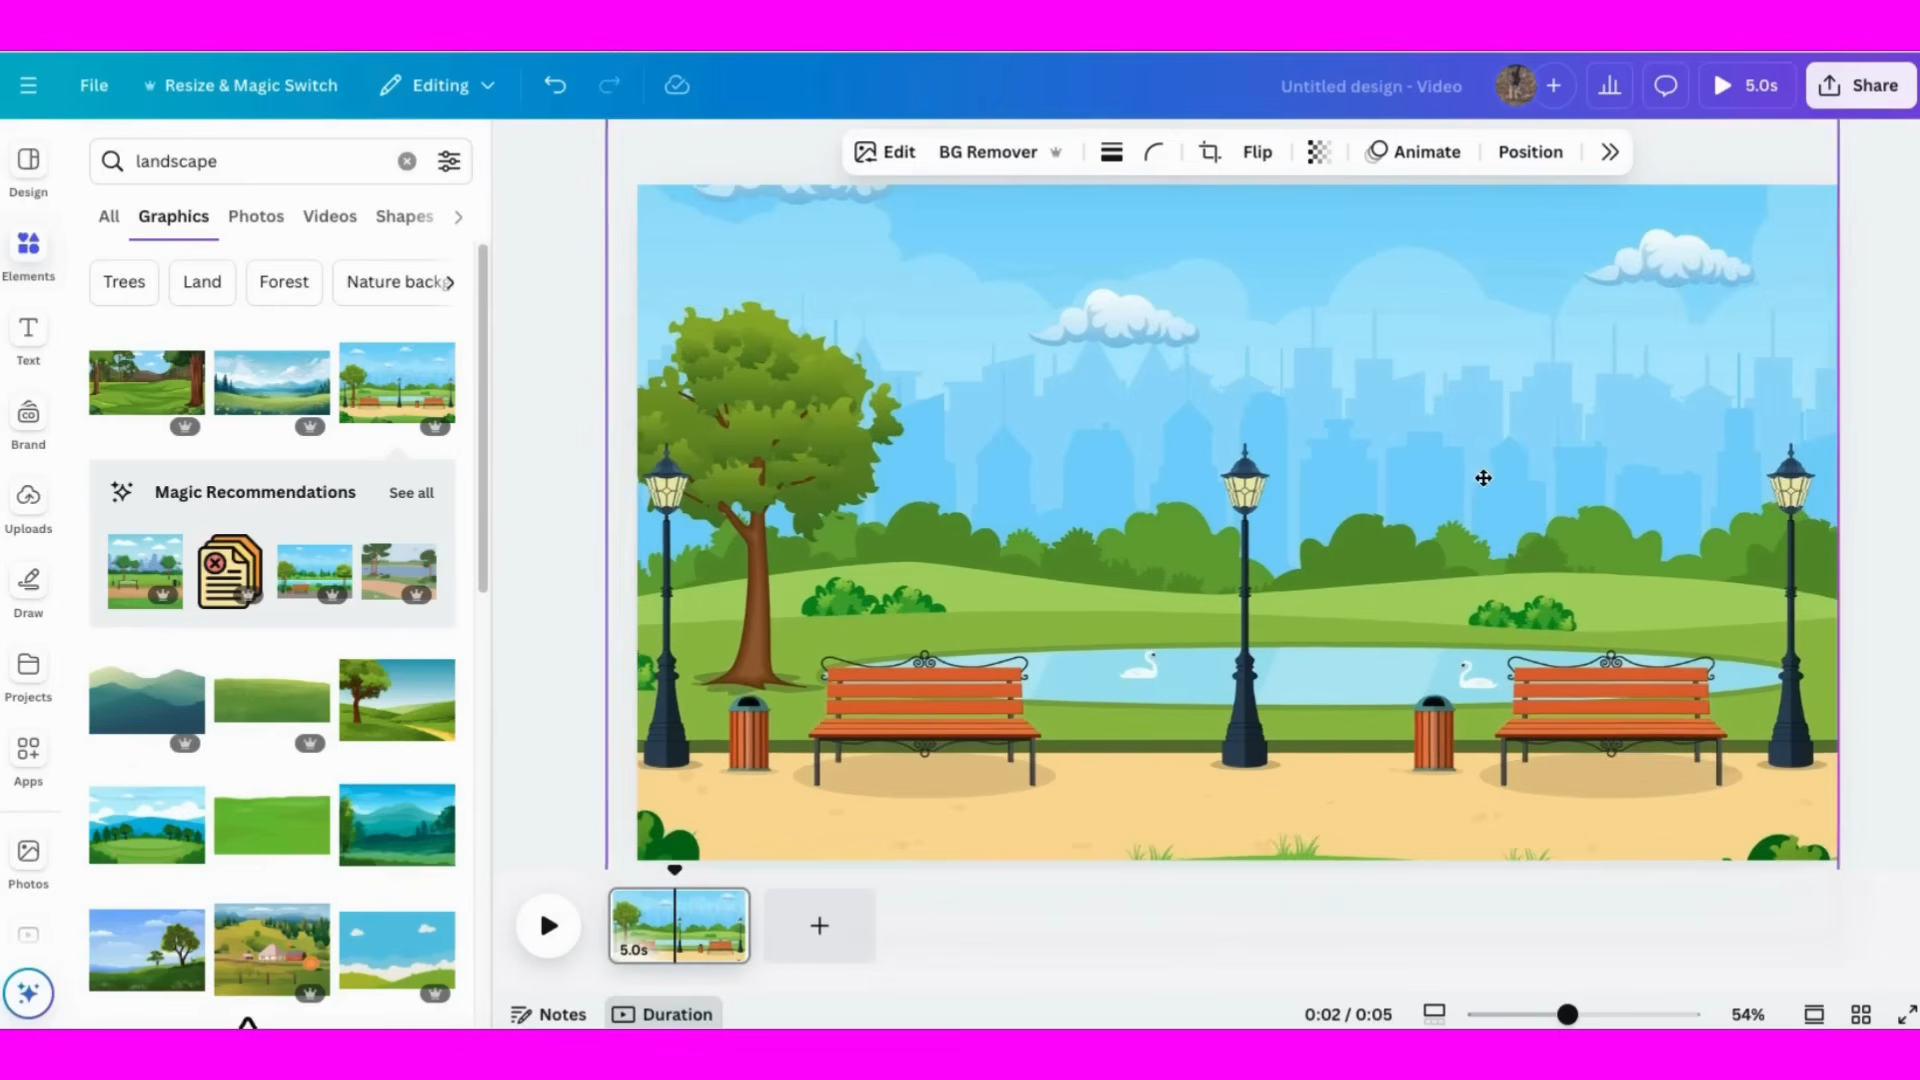 File
Resize & Magic Switch
Editing
Untitled design - Video
5.0s
Share
Edit
BG Remover
Flip
Animate
Position
landscape
All
Graphics
Photos
Videos
Shapes
Trees
Land
Forest
Nature back
Magic Recommendations
See all
Design
Elements
Text
CO
Brand
Uploads
Draw
Projects
Apps
Photos
5.0s
Notes
Duration
0:02 / 0:05
54%